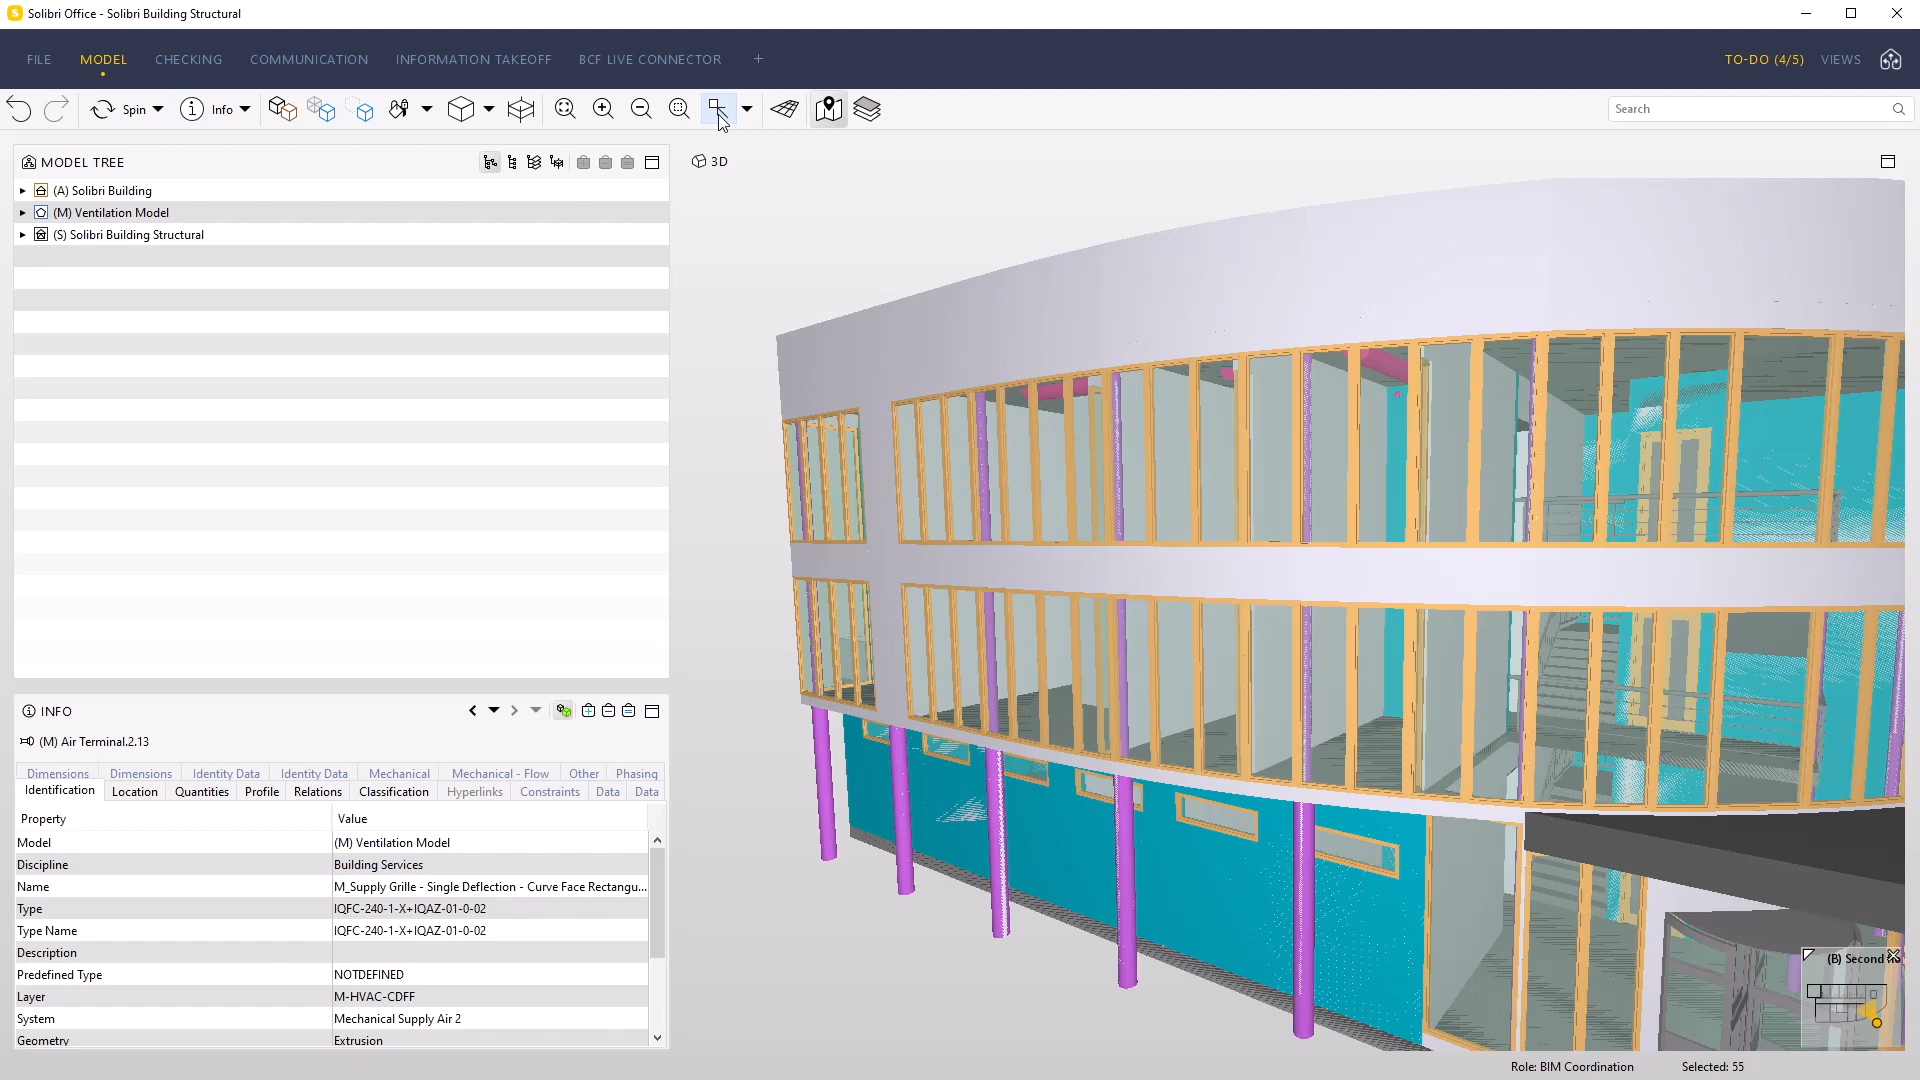 Solibri Office - Solibri Building Structural
FILE MODEL CHECKING COMMUNICATION INFORMATION TAKEOFF BCF LIVE CONNECTOR + TO-DO (4/5) VIEWS
Spin Info Search
MODEL TREE
3D
(A) Solibri Building
(M) Ventilation Model
(S) Solibri Building Structural
INFO
(M) Air Terminal.2.13
Dimensions Dimensions Identity Data Identity Data Mechanical Mechanical - Flow Other Phasing
Identification Location Quantities Profile Relations Classification Hyperlinks Constraints Data Data
Property Value
Model (M) Ventilation Model
Discipline Building Services
Name M_Supply Grille - Single Deflection - Curve Face Rectangu...
Type IQFC-240-1-X+IQAZ-01-0-02
Type Name IQFC-240-1-X+IQAZ-01-0-02
Description
Predefined Type NOTDEFINED
Layer M-HVAC-CDFF
System Mechanical Supply Air 2
Geometry Extrusion
(B) Second
Role: BIM Coordination Selected: 55